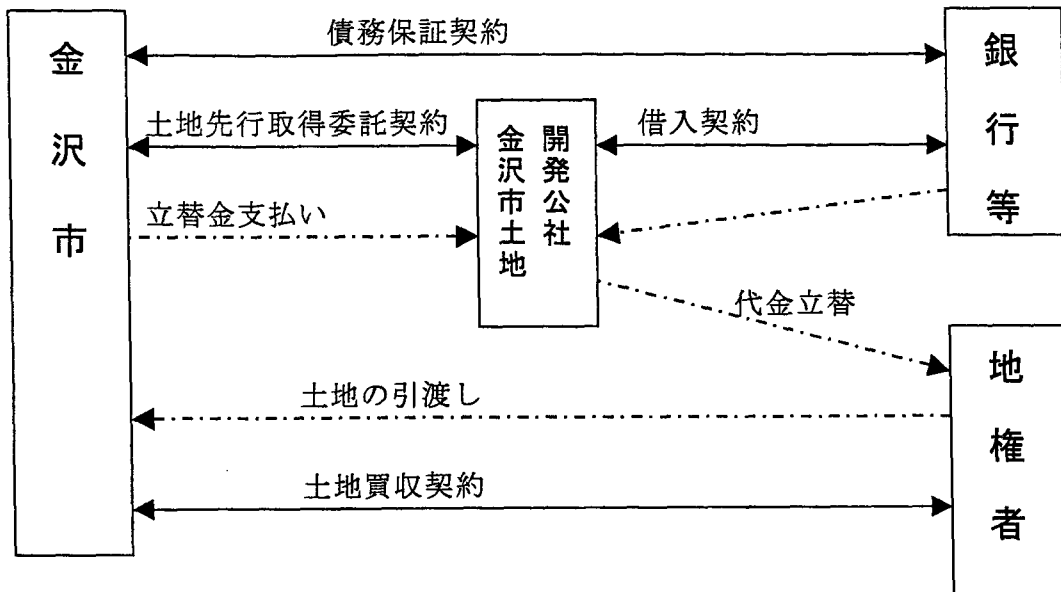 金沢市
債務保証契約
銀行等
土地先行取得委託契約
金沢市土地
開発公社
借入契約
立替金支払い
代金立替
地権者
土地の引渡し
土地買収契約